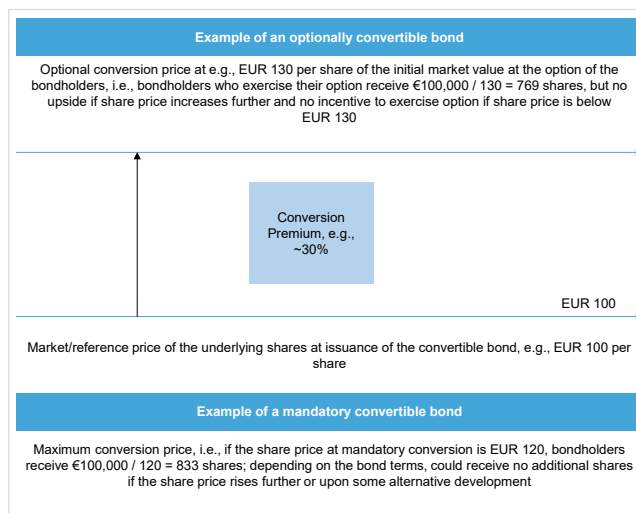 Example of an optionally convertible bond
Optional conversion price at e.g., EUR 130 per share of the initial market value at the option of the
bondholders, i.e., bondholders who exercise their option receive €100,000 / 130 = 769 shares, but no
upside if share price increases further and no incentive to exercise option if share price is below
EUR 130
Conversion
Premium, e.g.,
~30%
EUR 100
Market/reference price of the underlying shares at issuance of the convertible bond, e.g., EUR 100 per
share
Example of a mandatory convertible bond
Maximum conversion price, i.e., if the share price at mandatory conversion is EUR 120, bondholders
receive €100,000 / 120 = 833 shares; depending on the bond terms, could receive no additional shares
if the share price rises further or upon some alternative development